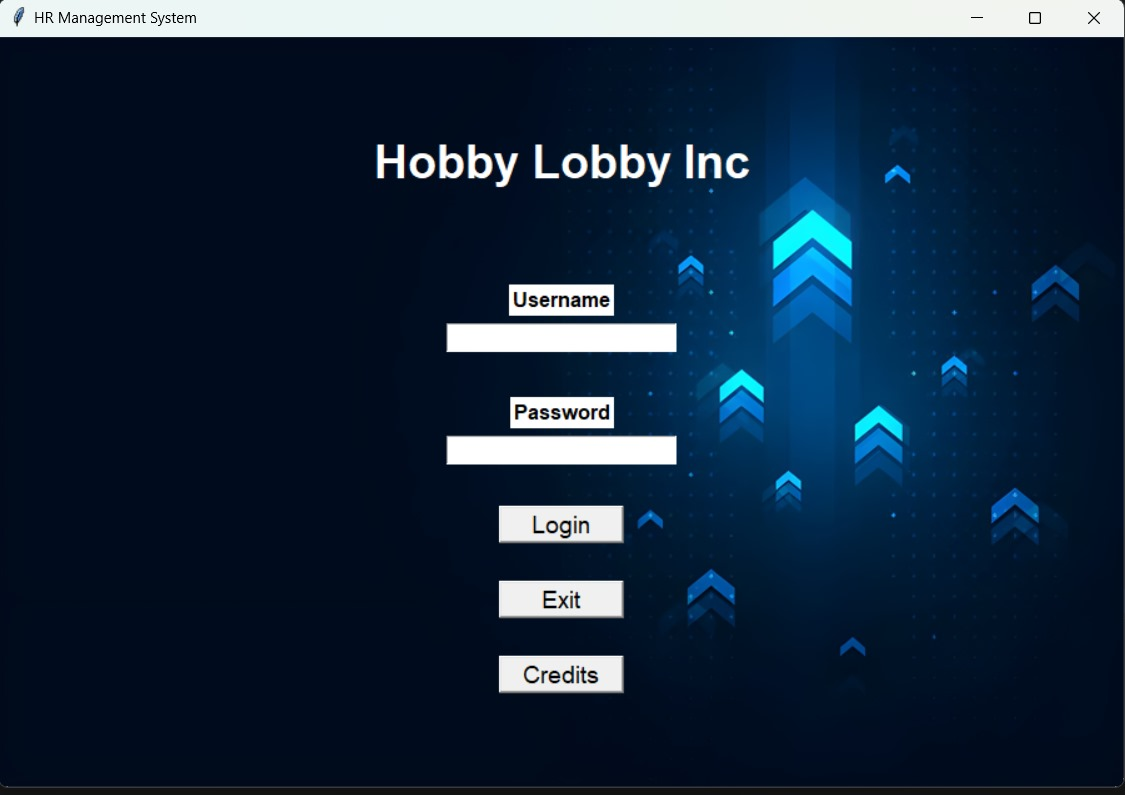 HR Management System
Hobby Lobby Inc
Username
Password
Login
Exit
Credits